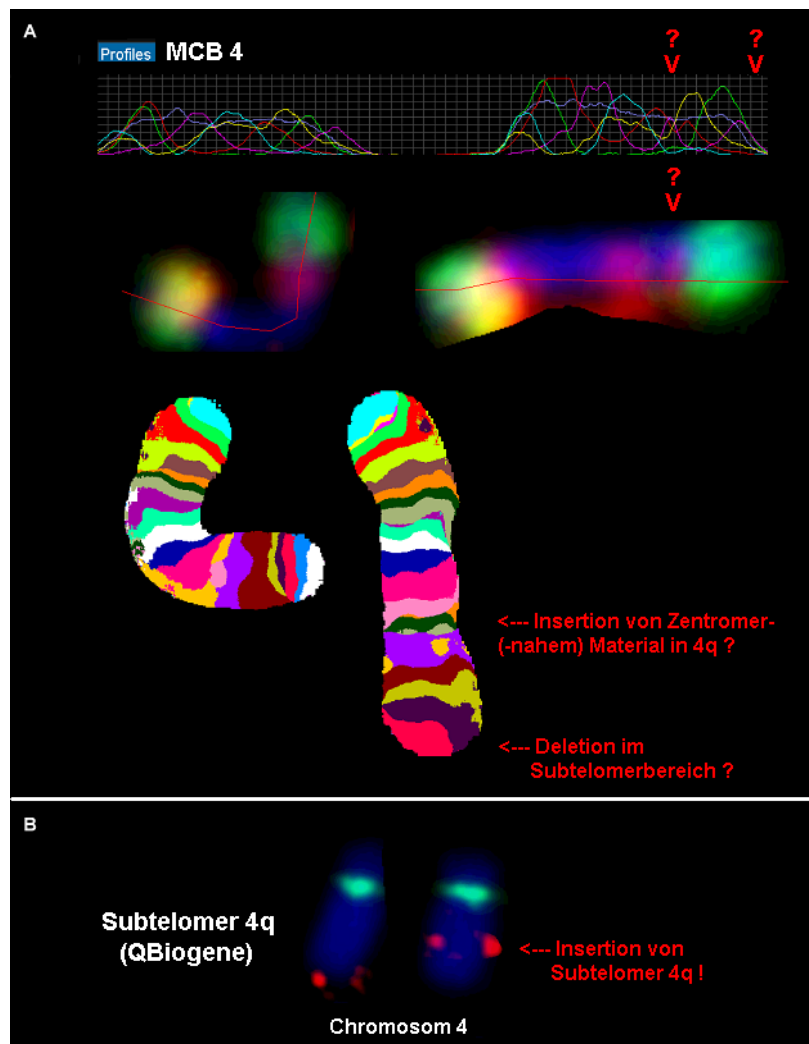 A
Profiles MCB 4
? ?
V V
?
V
<--- Insertion von Zentromer-
(-nahem) Material in 4q ?
<--- Deletion im
Subtelomerbereich ?
B
Subtelomer 4q
(QBiogene)
<--- Insertion von
Subtelomer 4q !
Chromosom 4